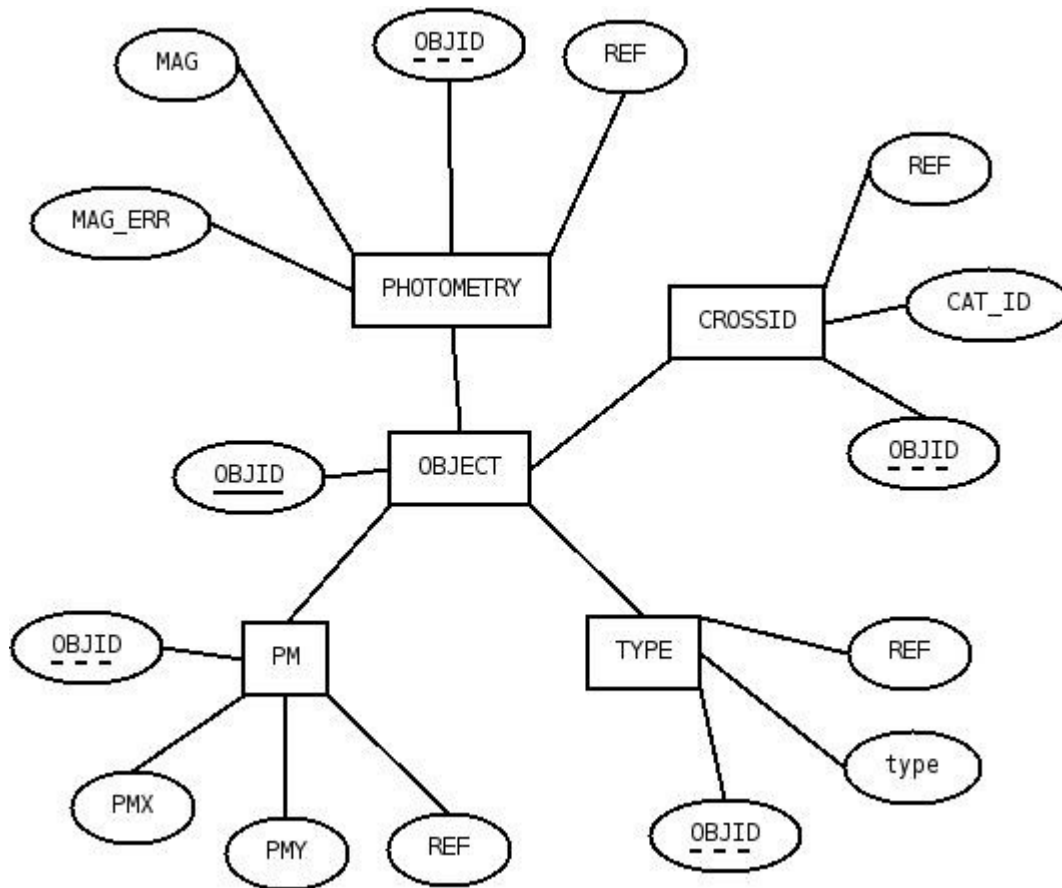 OBJID
MAG
REF
REF
MAG_ERR
PHOTOMETRY
CAT_ID
CROSSID
OBJECT
OBJID
OBJID
OBJID
PM
TYPE
REF
type
PMX
OBJID
REF
PMY